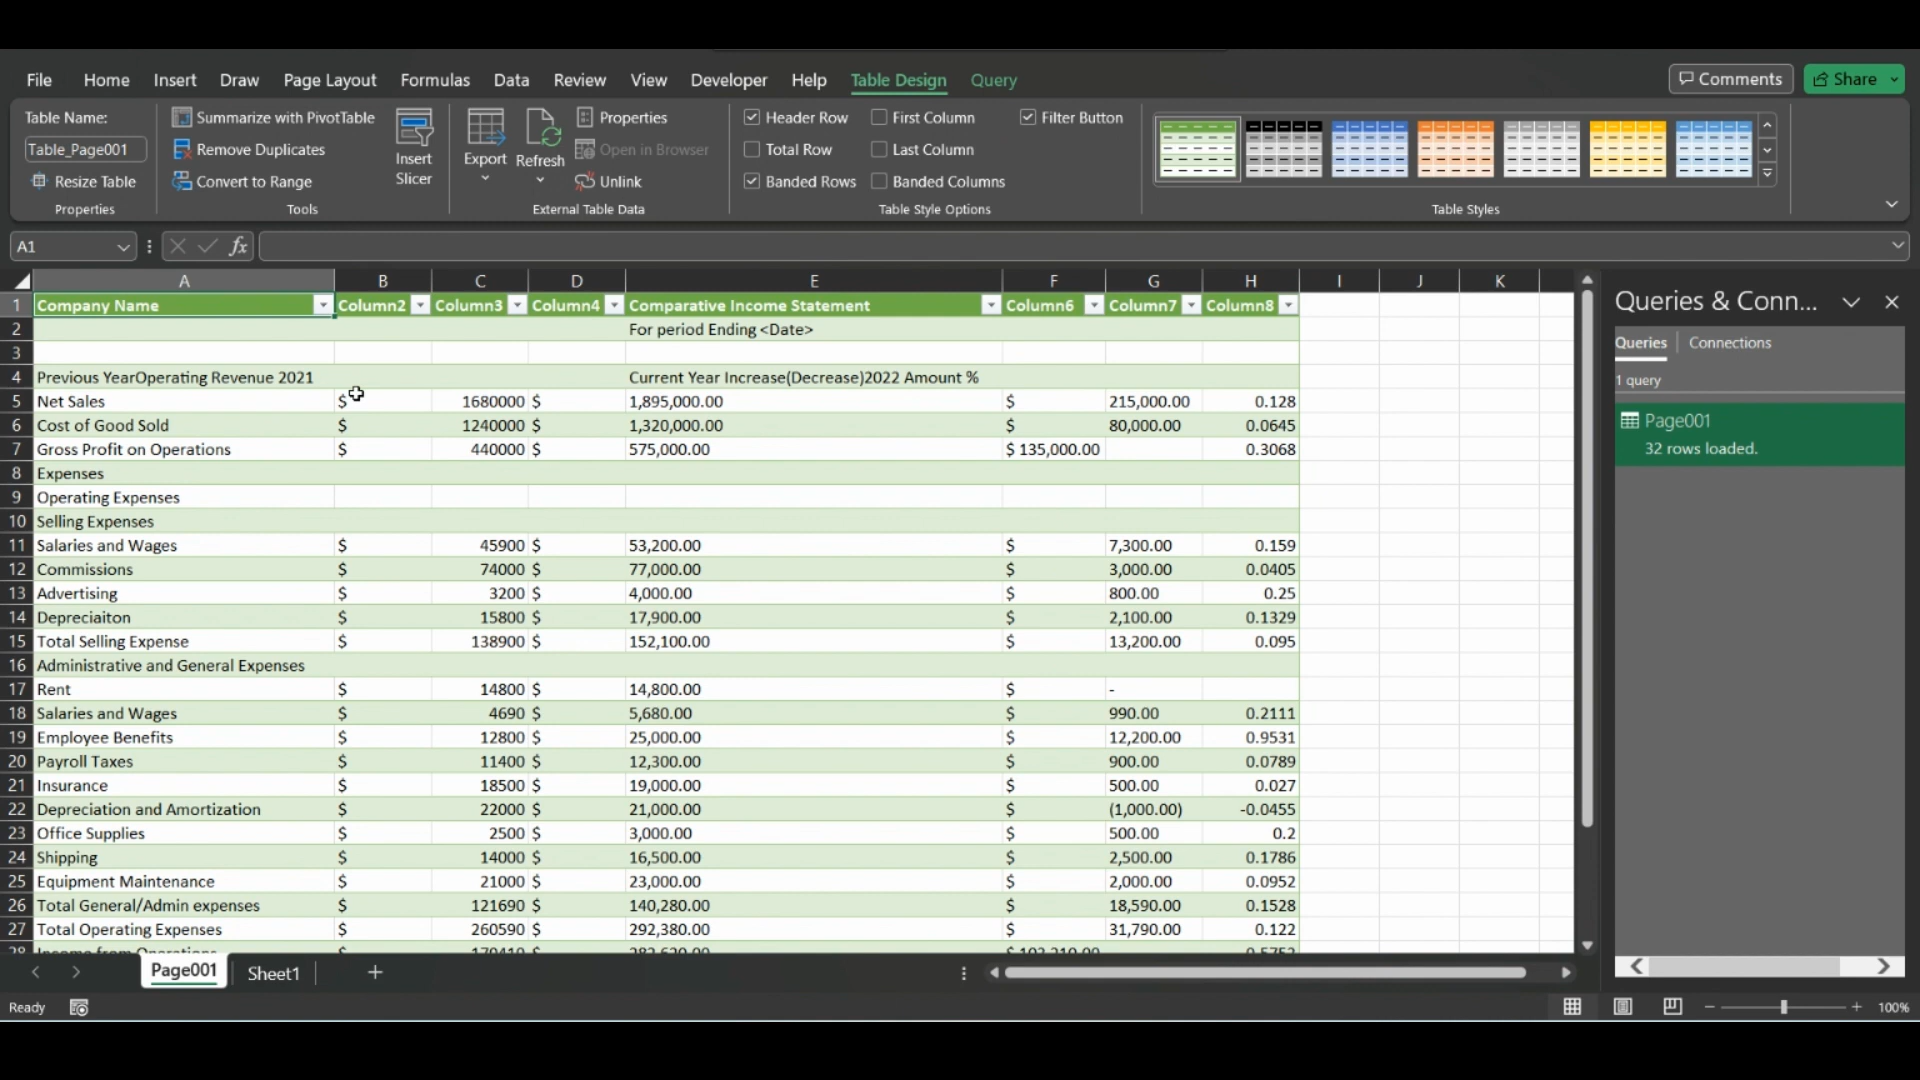 File Home Insert Draw Page Layout Formulas Data Review View Developer Help Table Design Query Comments Share
Table Name: Summarize with PivotTable Properties Header Row First Column Filter Button
Table_Page001 Remove Duplicates Insert Slicer Export Refresh Open in Browser Total Row Last Column
Resize Table Convert to Range Unlink Banded Rows Banded Columns
Properties Tools External Table Data Table Style Options Table Styles
A1 fx
A B C D E F G H I J K
1 Company Name Column2 Column3 Column4 Comparative Income Statement Column6 Column7 Column8
2 For period Ending <Date>
3
4 Previous YearOperating Revenue 2021 Current Year Increase(Decrease)2022 Amount %
5 Net Sales $ 1680000 $ 1,895,000.00 $ 215,000.00 0.128
6 Cost of Good Sold $ 1240000 $ 1,320,000.00 $ 80,000.00 0.0645
7 Gross Profit on Operations $ 440000 $ 575,000.00 $ 135,000.00 0.3068
8 Expenses
9 Operating Expenses
10 Selling Expenses
11 Salaries and Wages $ 45900 $ 53,200.00 $ 7,300.00 0.159
12 Commissions $ 74000 $ 77,000.00 $ 3,000.00 0.0405
13 Advertising $ 3200 $ 4,000.00 $ 800.00 0.25
14 Depreciaiton $ 15800 $ 17,900.00 $ 2,100.00 0.1329
15 Total Selling Expense $ 138900 $ 152,100.00 $ 13,200.00 0.095
16 Administrative and General Expenses
17 Rent $ 14800 $ 14,800.00 $ -
18 Salaries and Wages $ 4690 $ 5,680.00 $ 990.00 0.2111
19 Employee Benefits $ 12800 $ 25,000.00 $ 12,200.00 0.9531
20 Payroll Taxes $ 11400 $ 12,300.00 $ 900.00 0.0789
21 Insurance $ 18500 $ 19,000.00 $ 500.00 0.027
22 Depreciation and Amortization $ 22000 $ 21,000.00 $ (1,000.00) -0.0455
23 Office Supplies $ 2500 $ 3,000.00 $ 500.00 0.2
24 Shipping $ 14000 $ 16,500.00 $ 2,500.00 0.1786
25 Equipment Maintenance $ 21000 $ 23,000.00 $ 2,000.00 0.0952
26 Total General/Admin expenses $ 121690 $ 140,280.00 $ 18,590.00 0.1528
27 Total Operating Expenses $ 260590 $ 292,380.00 $ 31,790.00 0.122
28 Income from Operations
Queries & Conn...
Queries Connections
1 query
Page001
32 rows loaded.
Page001 Sheet1
Ready 100%